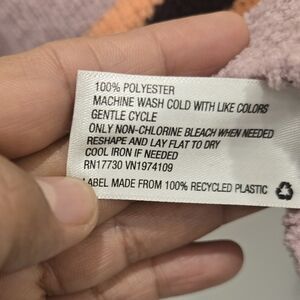 100% POLYESTER
MACHINE WASH COLD WITH LIKE COLORS
GENTLE CYCLE
ONLY NON-CHLORINE BLEACH WHEN NEEDED
RESHAPE AND LAY FLAT TO DRY
COOL IRON IF NEEDED
RN17730 VN1974109
LABEL MADE FROM 100% RECYCLED PLASTIC